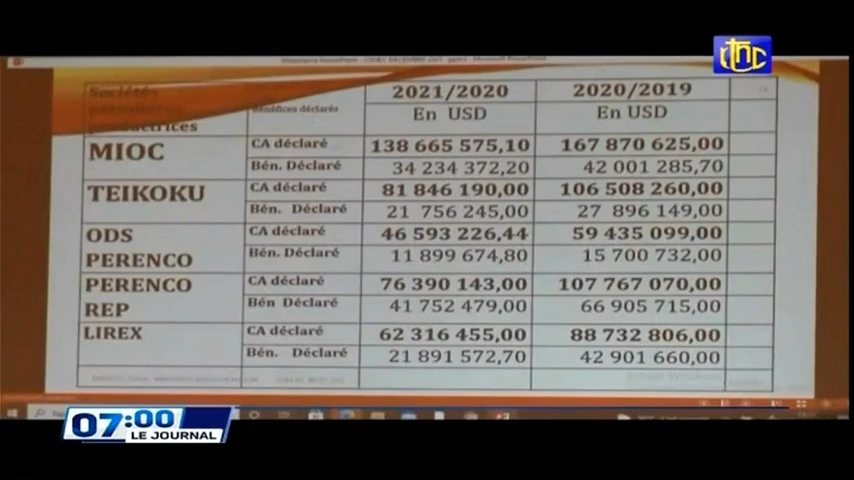 rtnc
Sociétés
pétrolières
productrices
Bénéfices déclarés
2021/2020
2020/2019
En USD
En USD
MIOC
CA déclaré
138 665 575,10
167 870 625,00
Bén. Déclaré
34 234 372,20
42 001 285,70
TEIKOKU
CA déclaré
81 846 190,00
106 508 260,00
Bén. Déclaré
21 756 245,00
27 896 149,00
ODS
PERENCO
CA déclaré
46 593 226,44
59 435 099,00
Bén. Déclaré
11 899 674,80
15 700 732,00
PERENCO
REP
CA déclaré
76 390 143,00
107 767 070,00
Bén Déclaré
41 752 479,00
66 905 715,00
LIREX
CA déclaré
62 316 455,00
88 732 806,00
Bén. Déclaré
21 891 572,70
42 901 660,00
07:00
LE JOURNAL